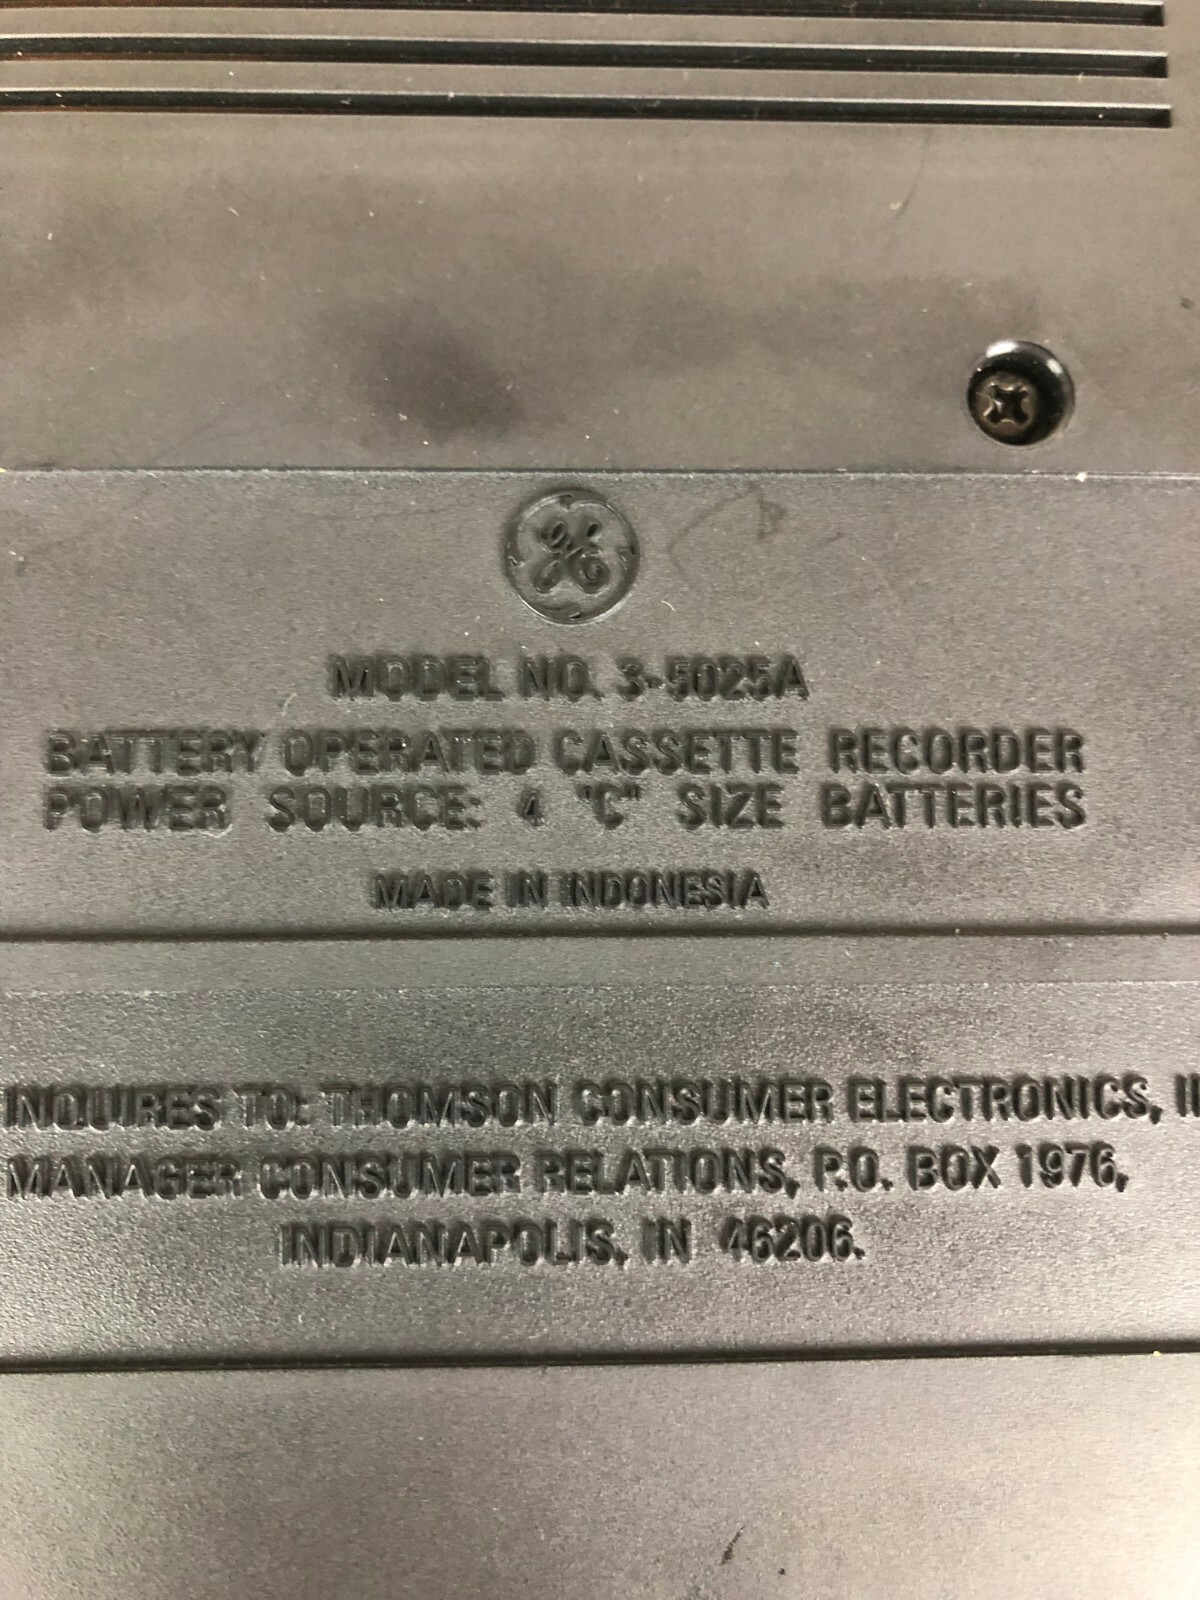 GE
MODEL NO. 3-5025A
BATTERY OPERATED CASSETTE RECORDER
POWER SOURCE: 4 "C" SIZE BATTERIES
MADE IN INDONESIA
INQUIRES TO: THOMSON CONSUMER ELECTRONICS,
MANAGER CONSUMER RELATIONS, P.O. BOX 1976,
INDIANAPOLIS, IN 46206.